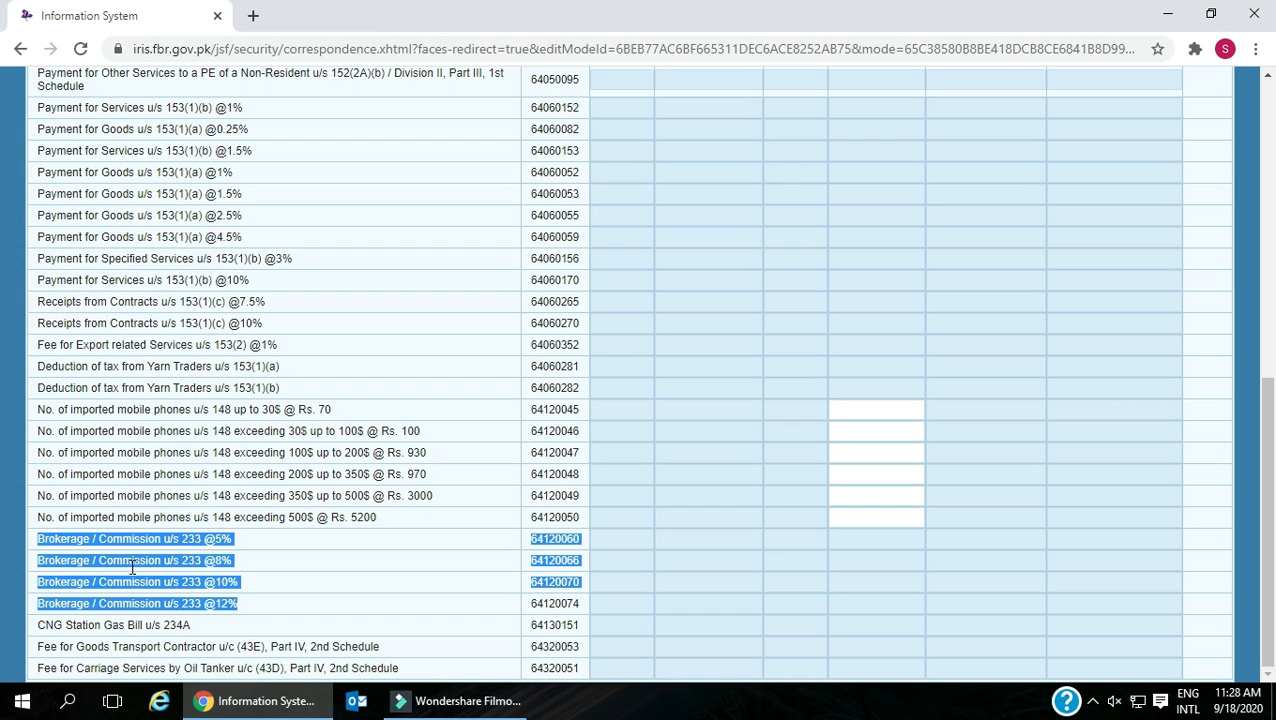 Information System
iris.fbr.gov.pk/jsf/security/correspondence.xhtml?faces-redirect=true&editModeId=6BEB77AC6BF665311DEC6ACE8252AB75&mode=65C3858B8BE418DCB8CE6841B8D99...
S
Payment for Other Services to a PE of a Non-Resident u/s 152(2A)(b) / Division II, Part III, 1st
Schedule 64050095
Payment for Services u/s 153(1)(b) @1% 64060152
Payment for Goods u/s 153(1)(a) @0.25% 64060082
Payment for Services u/s 153(1)(b) @1.5% 64060153
Payment for Goods u/s 153(1)(a) @1% 64060052
Payment for Goods u/s 153(1)(a) @1.5% 64060053
Payment for Goods u/s 153(1)(a) @2.5% 64060055
Payment for Goods u/s 153(1)(a) @4.5% 64060059
Payment for Specified Services u/s 153(1)(b) @3% 64060156
Payment for Services u/s 153(1)(b) @10% 64060170
Receipts from Contracts u/s 153(1)(c) @7.5% 64060265
Receipts from Contracts u/s 153(1)(c) @10% 64060270
Fee for Export related Services u/s 153(2) @1% 64060352
Deduction of tax from Yarn Traders u/s 153(1)(a) 64060281
Deduction of tax from Yarn Traders u/s 153(1)(b) 64060282
No. of imported mobile phones u/s 148 up to 30$ @ Rs. 70 64120045
No. of imported mobile phones u/s 148 exceeding 30$ up to 100$ @ Rs. 100 64120046
No. of imported mobile phones u/s 148 exceeding 100$ up to 200$ @ Rs. 930 64120047
No. of imported mobile phones u/s 148 exceeding 200$ up to 350$ @ Rs. 970 64120048
No. of imported mobile phones u/s 148 exceeding 350$ up to 500$ @ Rs. 3000 64120049
No. of imported mobile phones u/s 148 exceeding 500$ @ Rs. 5200 64120050
Brokerage / Commission u/s 233 @5% 64120060
Brokerage / Commission u/s 233 @8% 64120066
Brokerage / Commission u/s 233 @10% 64120070
Brokerage / Commission u/s 233 @12% 64120074
CNG Station Gas Bill u/s 234A 64130151
Fee for Goods Transport Contractor u/c (43E), Part IV, 2nd Schedule 64320053
Fee for Carriage Services by Oil Tanker u/c (43D), Part IV, 2nd Schedule 64320051
Information Syste...
Wondershare Filmo...
ENG
INTL
11:28 AM
9/18/2020